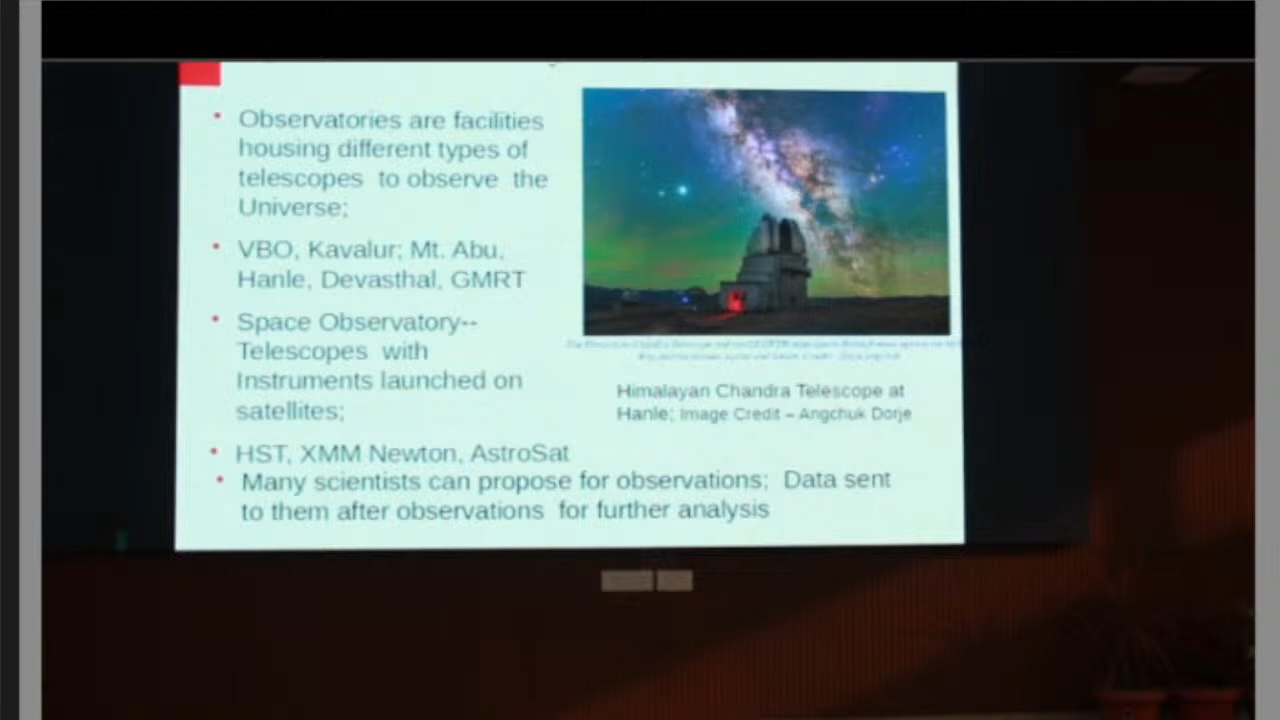 Observatories are facilities
housing different types of
telescopes to observe the
Universe;
VBO, Kavalur; Mt. Abu,
Hanle, Devasthal, GMRT
Space Observatory--
Telescopes with
Instruments launched on
satellites;
HST, XMM Newton, AstroSat
Many scientists can propose for observations; Data sent
to them after observations for further analysis
Himalayan Chandra Telescope at
Hanle; Image Credit – Angchuk Dorje